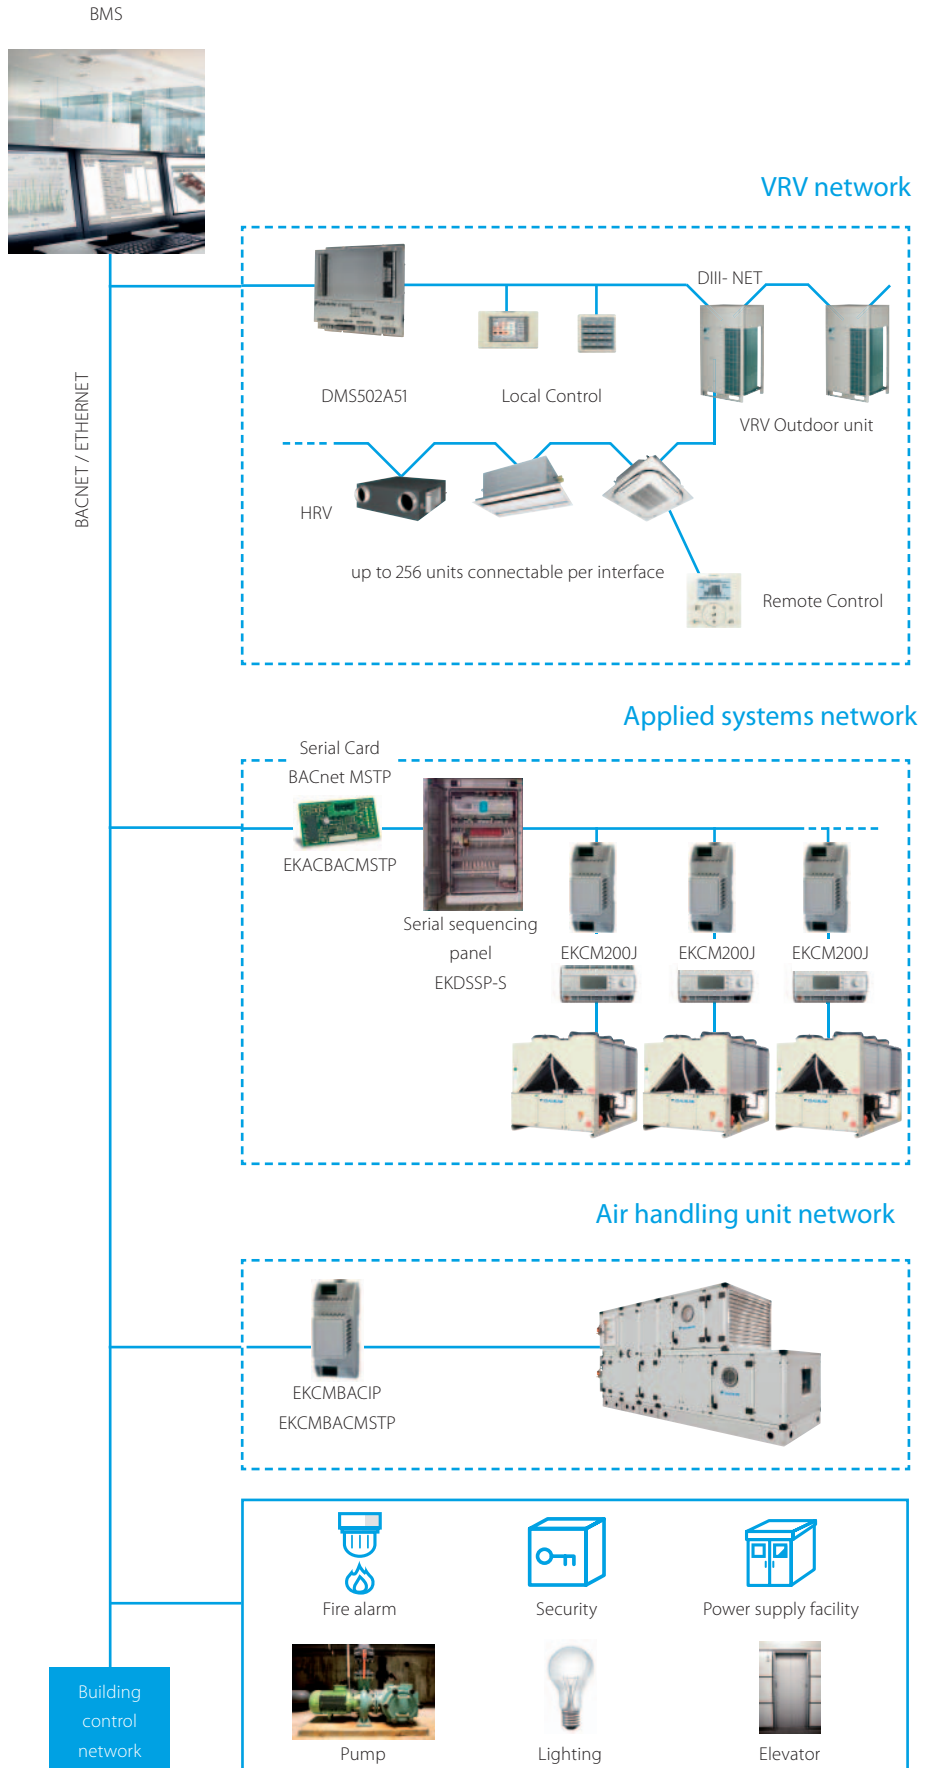 BMS
VRV network
DIII- NET
DMS502A51
Local Control
VRV Outdoor unit
BACNET / ETHERNET
HRV
up to 256 units connectable per interface
Remote Control
Applied systems network
Serial Card
BACnet MSTP
EKACBACMSTP
Serial sequencing
panel
EKDSSP-S
EKCM200J
EKCM200J
EKCM200J
Air handling unit network
EKCMBACIP
EKCMBACMSTP
Fire alarm
Security
Power supply facility
Building
control
network
Pump
Lighting
Elevator